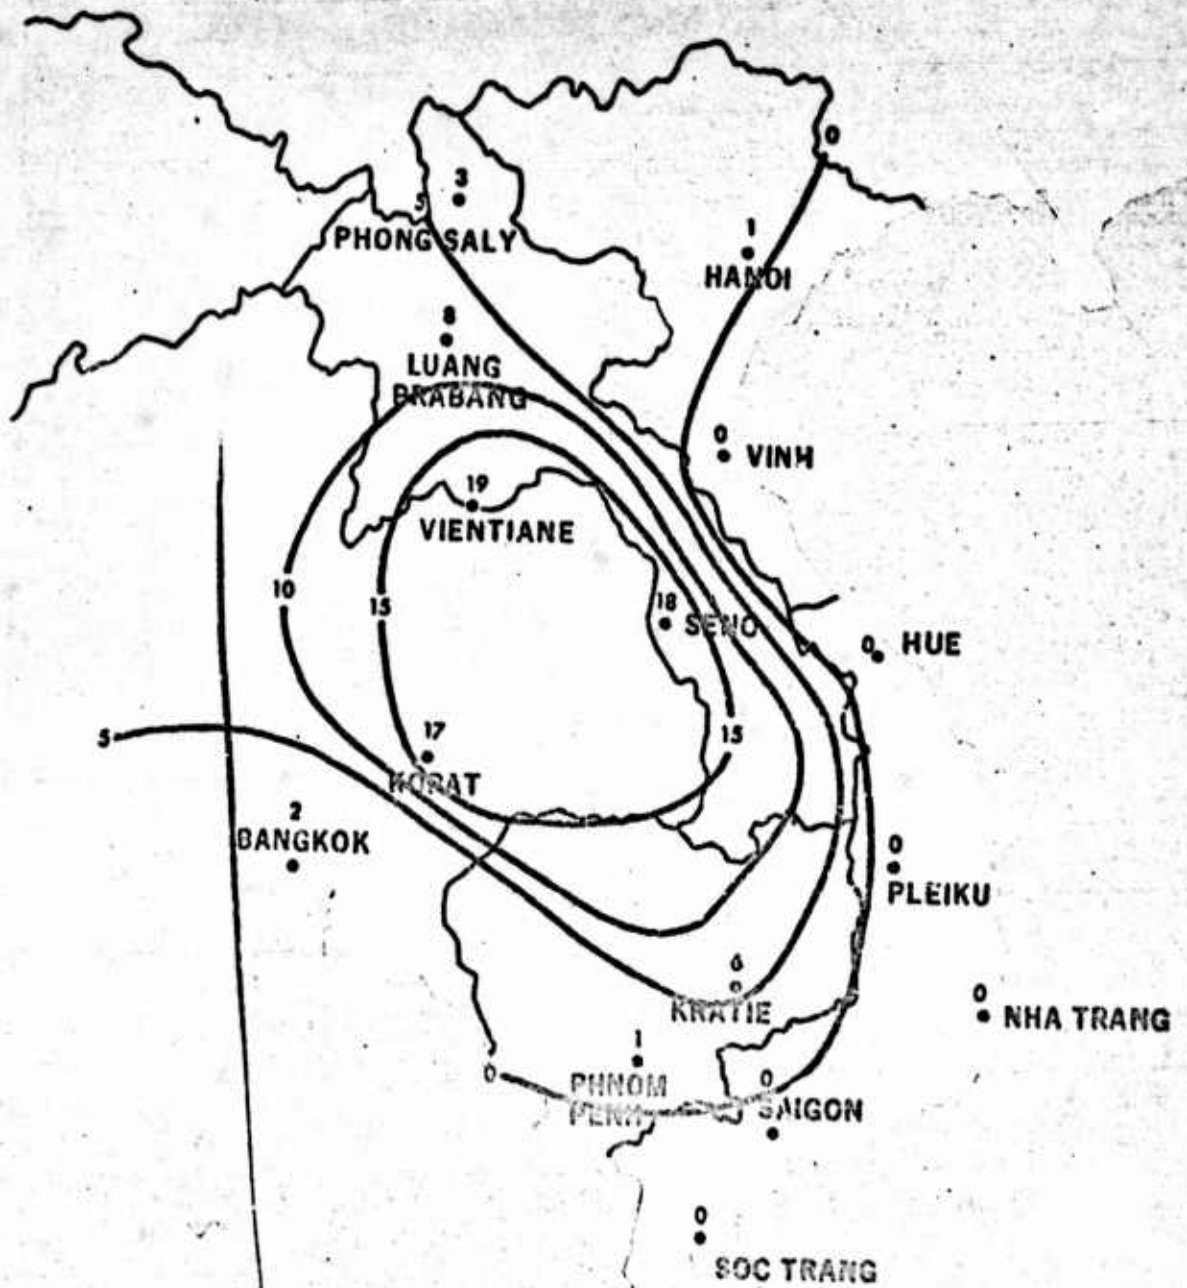 0
3
5
PHONG SALY
1
HANOI
8
LUANG
PRABANG
0
VINH
19
VIENTIANE
10
15
18
SENO
0
HUE
5
17
KORAT
15
2
BANGKOK
0
PLEIKU
6
KRATIE
0
NHA TRANG
1
0
PHNOM
PENH
0
SAIGON
0
SOC TRANG